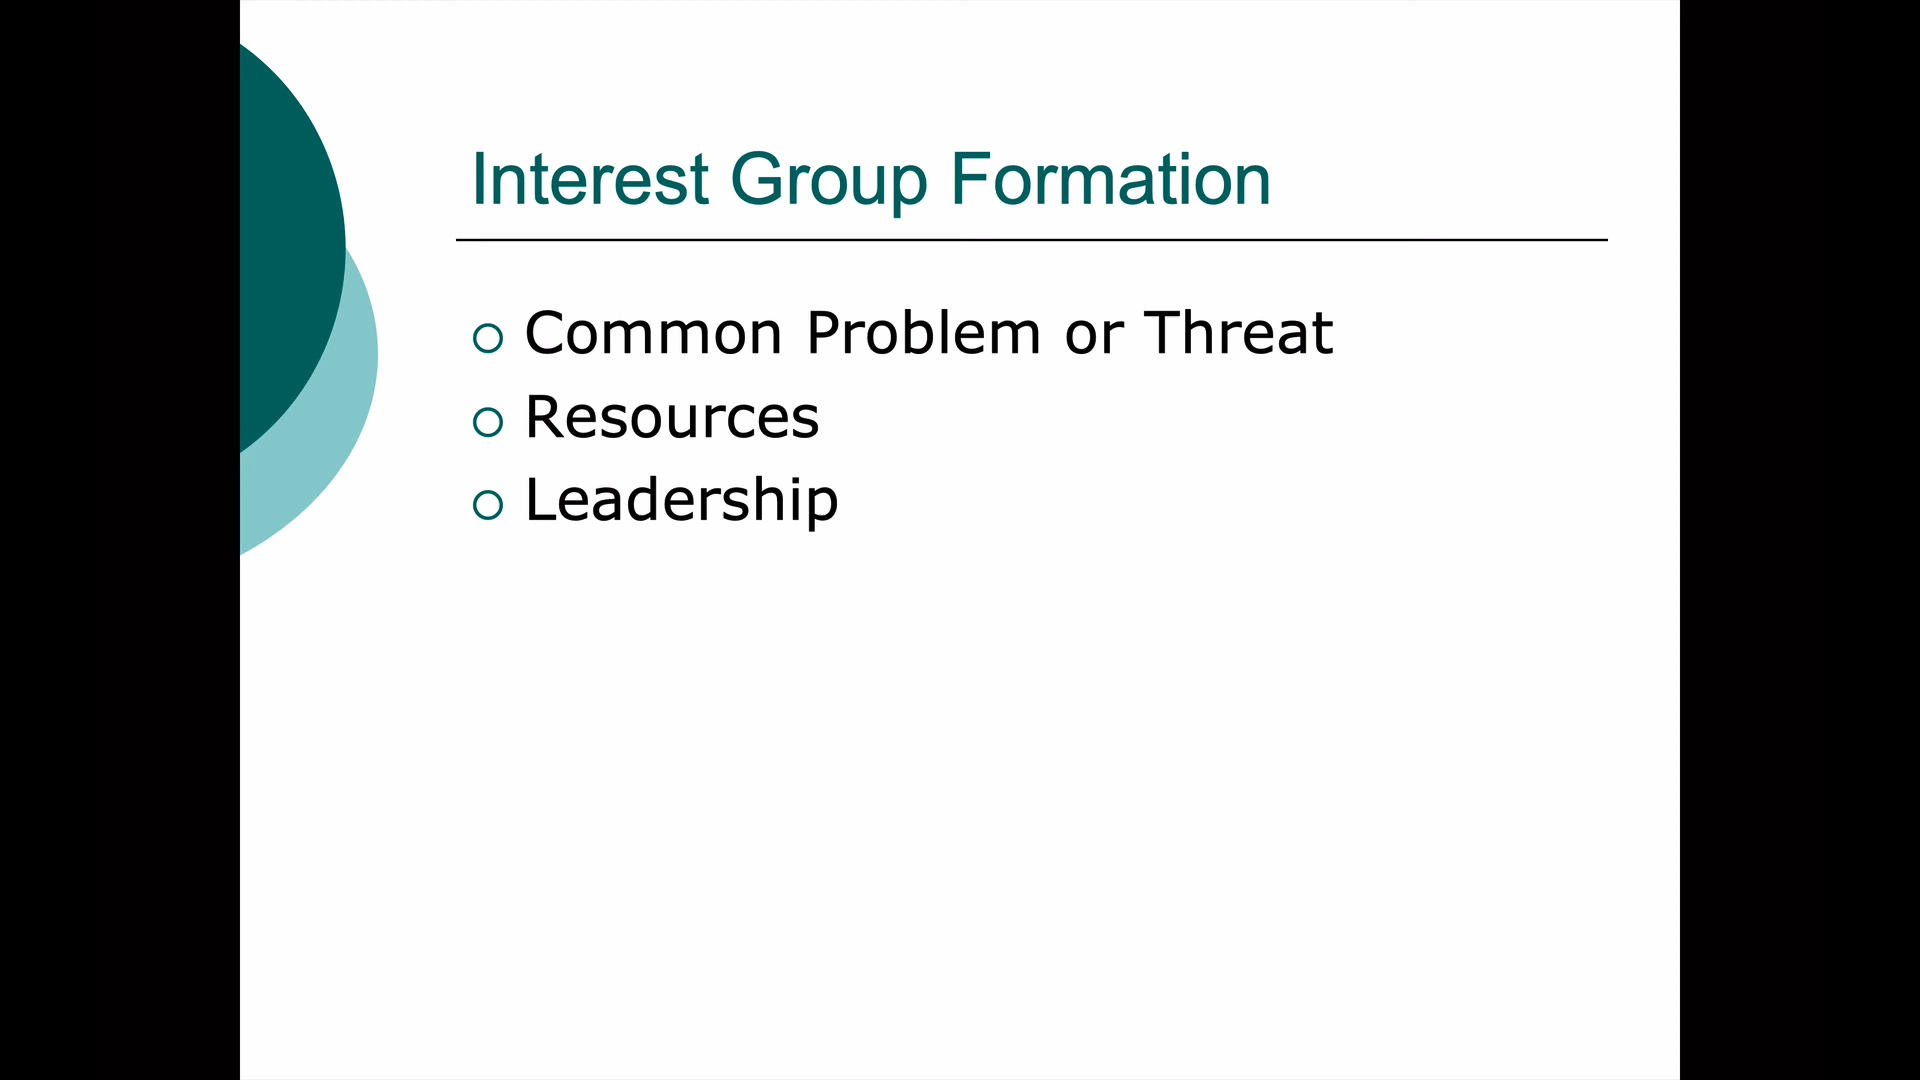 Interest Group Formation
Common Problem or Threat
Resources
Leadership